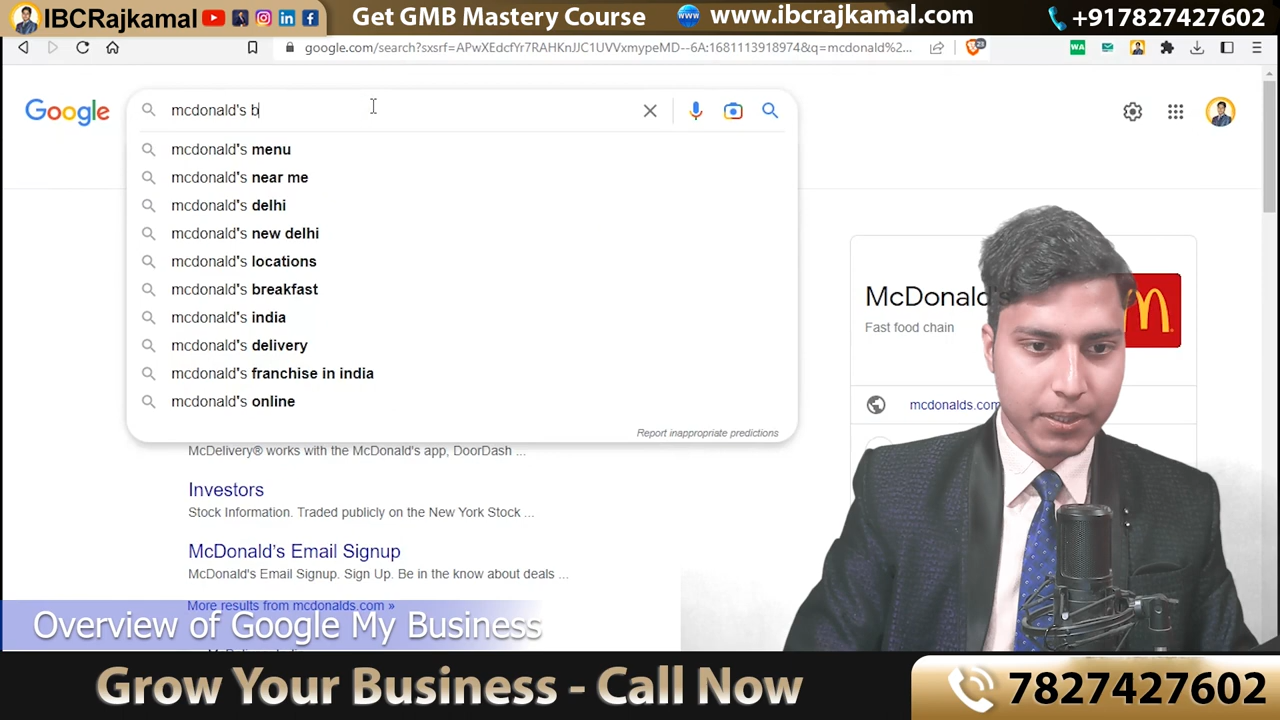 IBCRajkamal
Get GMB Mastery Course
www.ibcrajkamal.com
+917827427602
google.com/search?sxsrf=APwXEdcfYr7RAHKnJJC1UVVxmypeMD--6A:1681113918974&q=mcdonald%2...
WA
23
Google
mcdonald's b
mcdonald's menu
mcdonald's near me
mcdonald's delhi
mcdonald's new delhi
mcdonald's locations
mcdonald's breakfast
mcdonald's india
mcdonald's delivery
mcdonald's franchise in india
mcdonald's online
Report inappropriate predictions
McDelivery® works with the McDonald's app, DoorDash ...
Investors
Stock Information. Traded publicly on the New York Stock ...
McDonald's Email Signup
McDonald's Email Signup. Sign Up. Be in the know about deals ...
More results from mcdonalds.com »
McDonald's
Fast food chain
mcdonalds.com
Overview of Google My Business
Grow Your Business - Call Now
7827427602